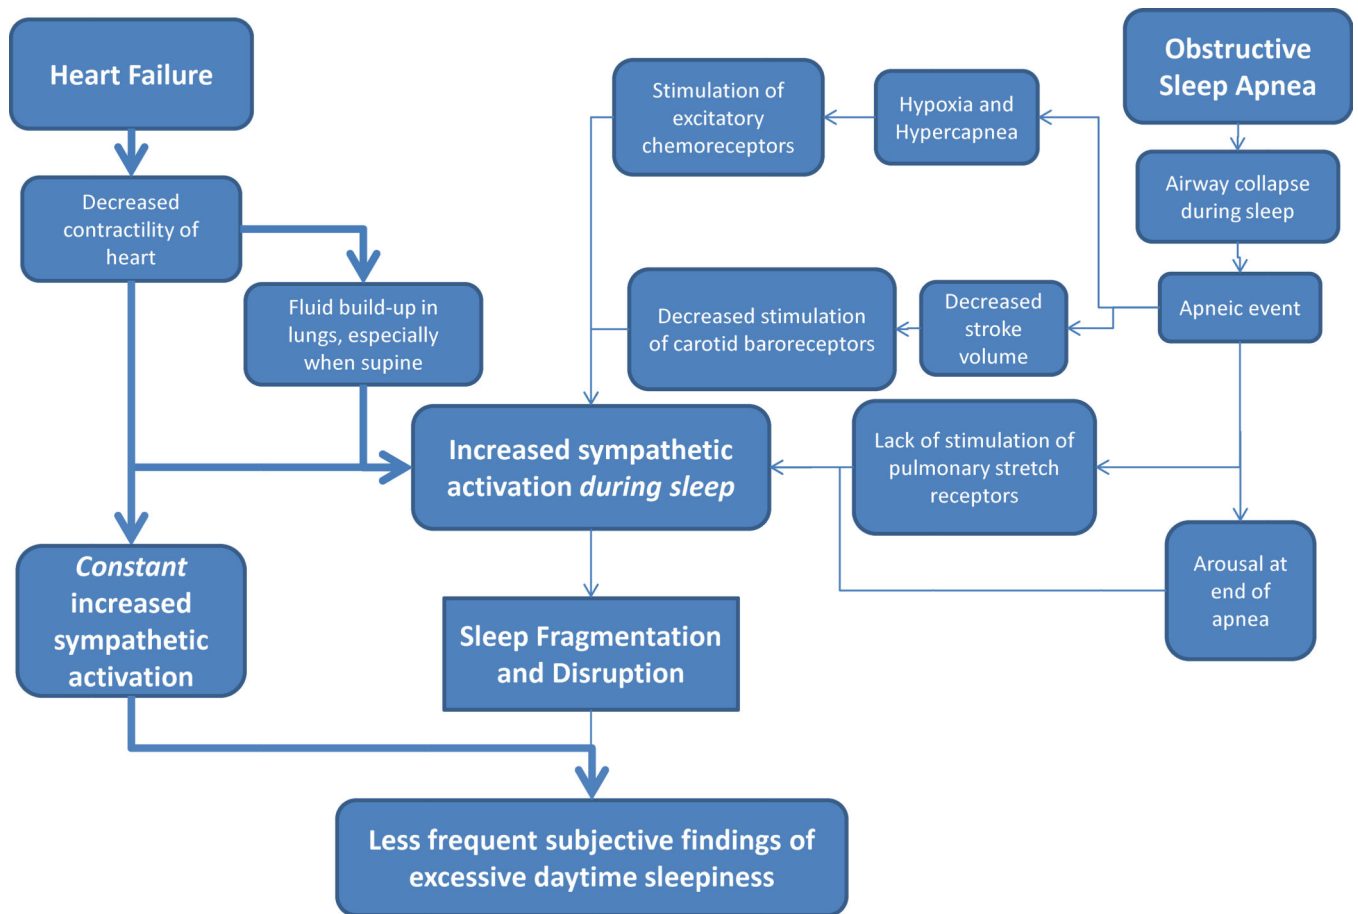 Heart Failure
Decreased
contractility of
heart
Fluid build-up in
lungs, especially
when supine
Constant
increased
sympathetic
activation
Stimulation of
excitatory
chemoreceptors
Hypoxia and
Hypercapnea
Obstructive
Sleep Apnea
Airway collapse
during sleep
Apneic event
Decreased
stroke
volume
Decreased stimulation
of carotid baroreceptors
Lack of stimulation of
pulmonary stretch
receptors
Arousal at
end of
apnea
Increased sympathetic
activation during sleep
Sleep Fragmentation
and Disruption
Less frequent subjective findings of
excessive daytime sleepiness